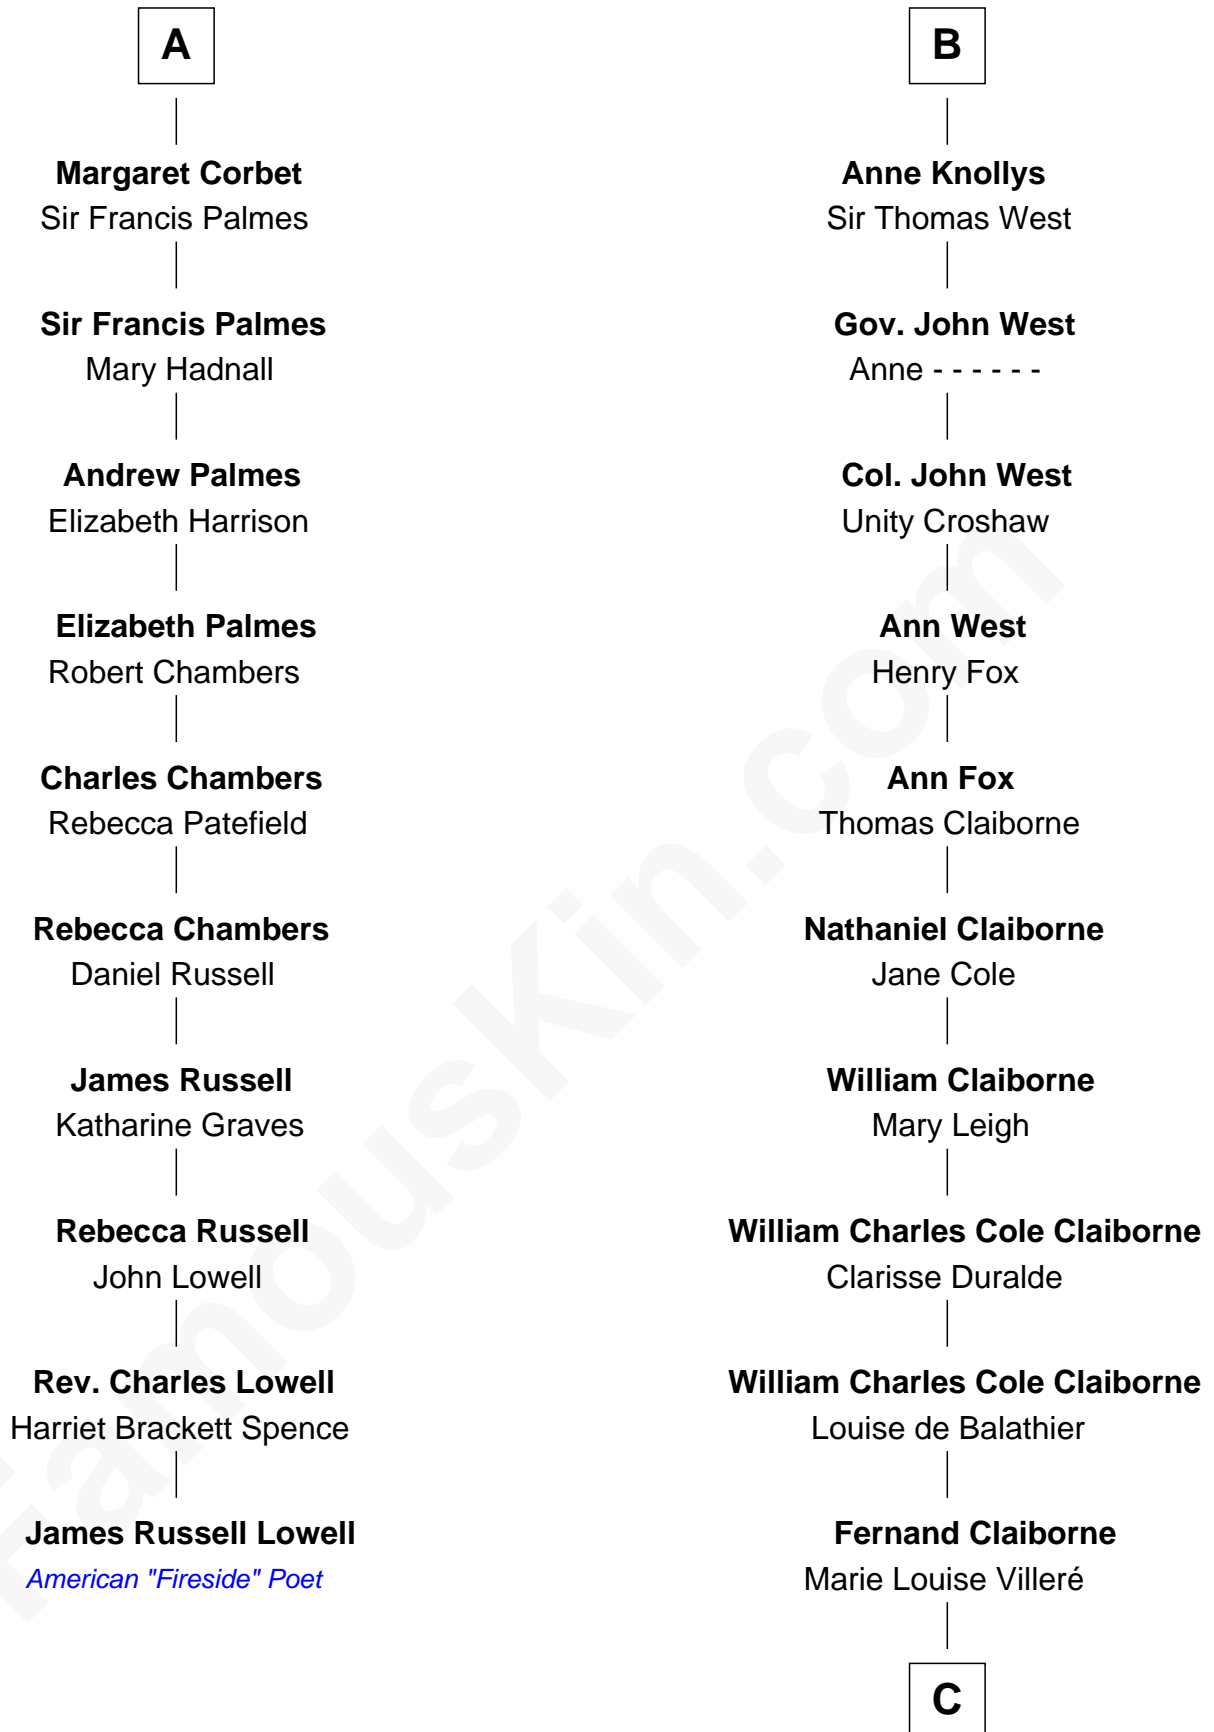 A
Margaret Corbet
Sir Francis Palmes
Sir Francis Palmes
Mary Hadnall
Andrew Palmes
Elizabeth Harrison
Elizabeth Palmes
Robert Chambers
Charles Chambers
Rebecca Patefield
Rebecca Chambers
Daniel Russell
James Russell
Katharine Graves
Rebecca Russell
John Lowell
Rev. Charles Lowell
Harriet Brackett Spence
James Russell Lowell
American "Fireside" Poet
B
Anne Knollys
Sir Thomas West
Gov. John West
Anne - - - - - -
Col. John West
Unity Croshaw
Ann West
Henry Fox
Ann Fox
Thomas Claiborne
Nathaniel Claiborne
Jane Cole
William Claiborne
Mary Leigh
William Charles Cole Claiborne
Clarisse Duralde
William Charles Cole Claiborne
Louise de Balathier
Fernand Claiborne
Marie Louise Villeré
C
FamousKin.com